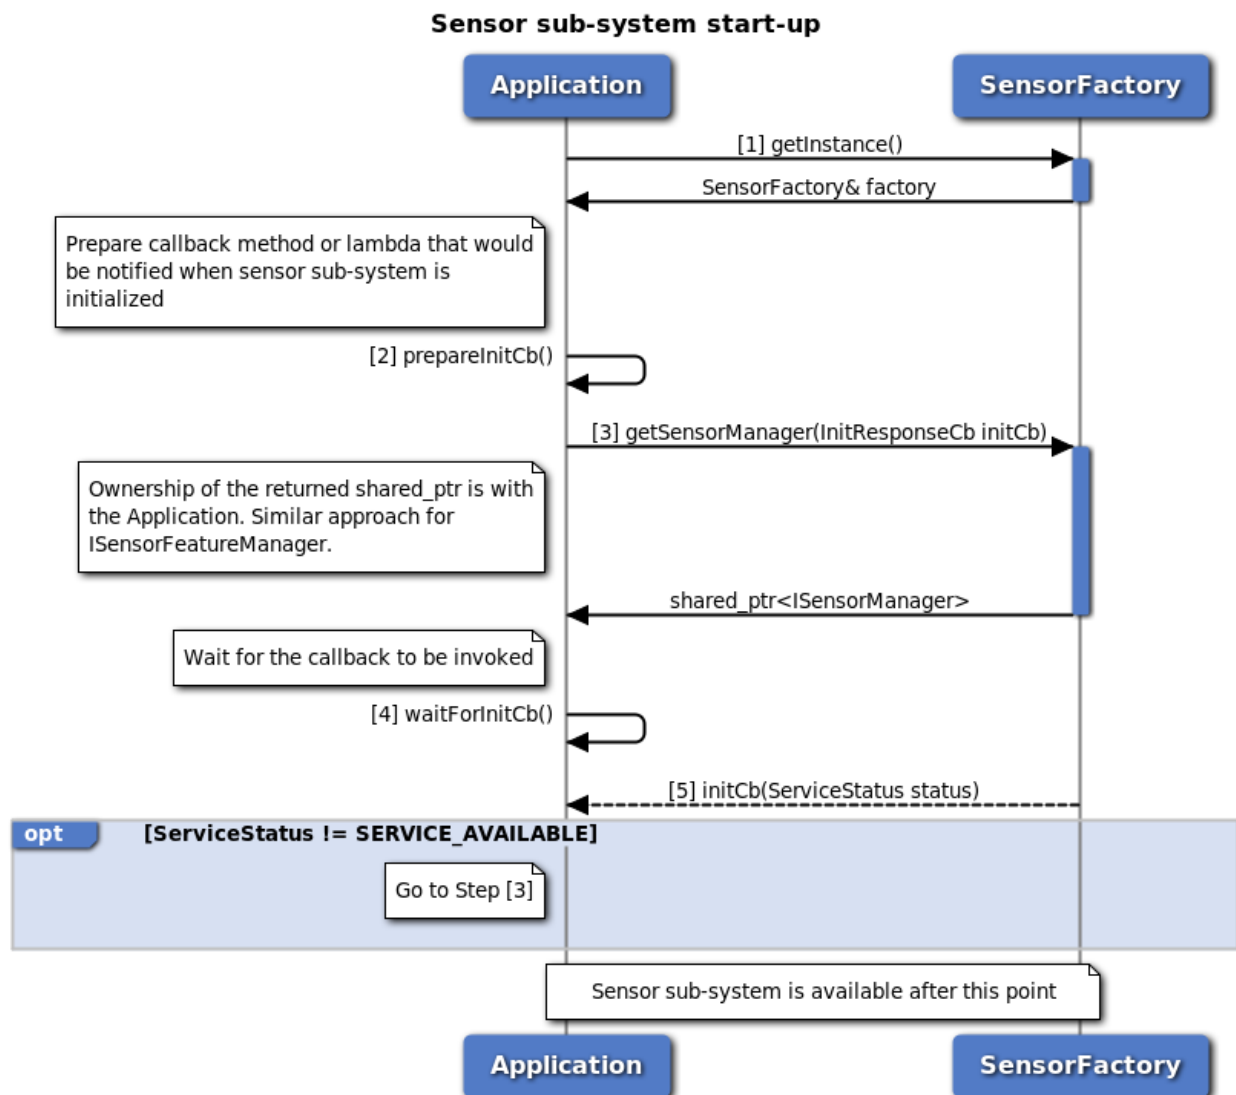 Sensor sub-system start-up
Application
SensorFactory
[1] getInstance()
SensorFactory& factory
Prepare callback method or lambda that would
be notified when sensor sub-system is
initialized
[2] prepareInitCb()
[3] getSensorManager(InitResponseCb initCb)
Ownership of the returned shared_ptr is with
the Application. Similar approach for
ISensorFeatureManager.
shared_ptr<ISensorManager>
Wait for the callback to be invoked
[4] waitForInitCb()
[5] initCb(ServiceStatus status)
opt
[ServiceStatus != SERVICE_AVAILABLE]
Go to Step [3]
Sensor sub-system is available after this point
Application
SensorFactory